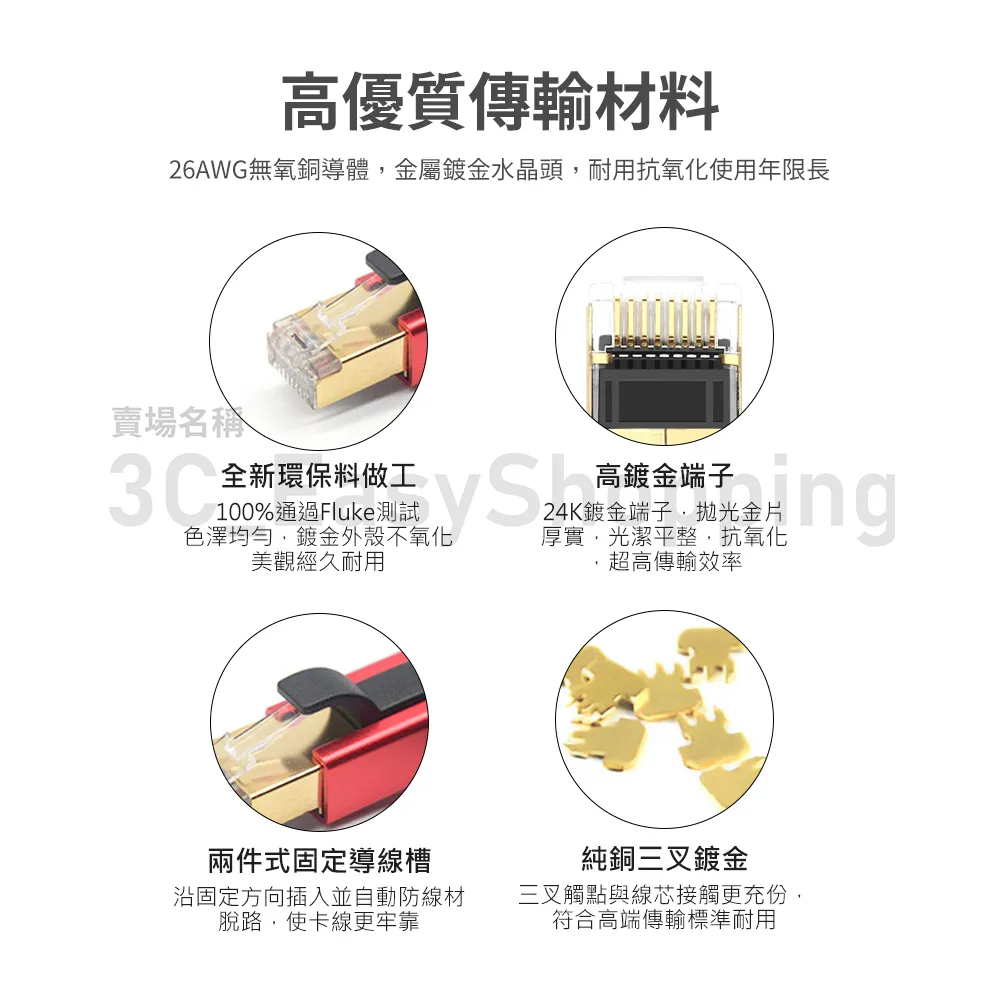 高優質傳輸材料
26AWG無氧銅導體，金屬鍍金水晶頭，耐用抗氧化使用年限長
賣場名稱
3C_EasyShopping
全新環保料做工
100%通過Fluke測試
色澤均勻，鍍金外殼不氧化
美觀經久耐用
高鍍金端子
24K鍍金端子，拋光金片
厚實，光潔平整，抗氧化
，超高傳輸效率
兩件式固定導線槽
沿固定方向插入並自動防線材
脫路，使卡線更牢靠
純銅三叉鍍金
三叉觸點與線芯接觸更充份，
符合高端傳輸標準耐用